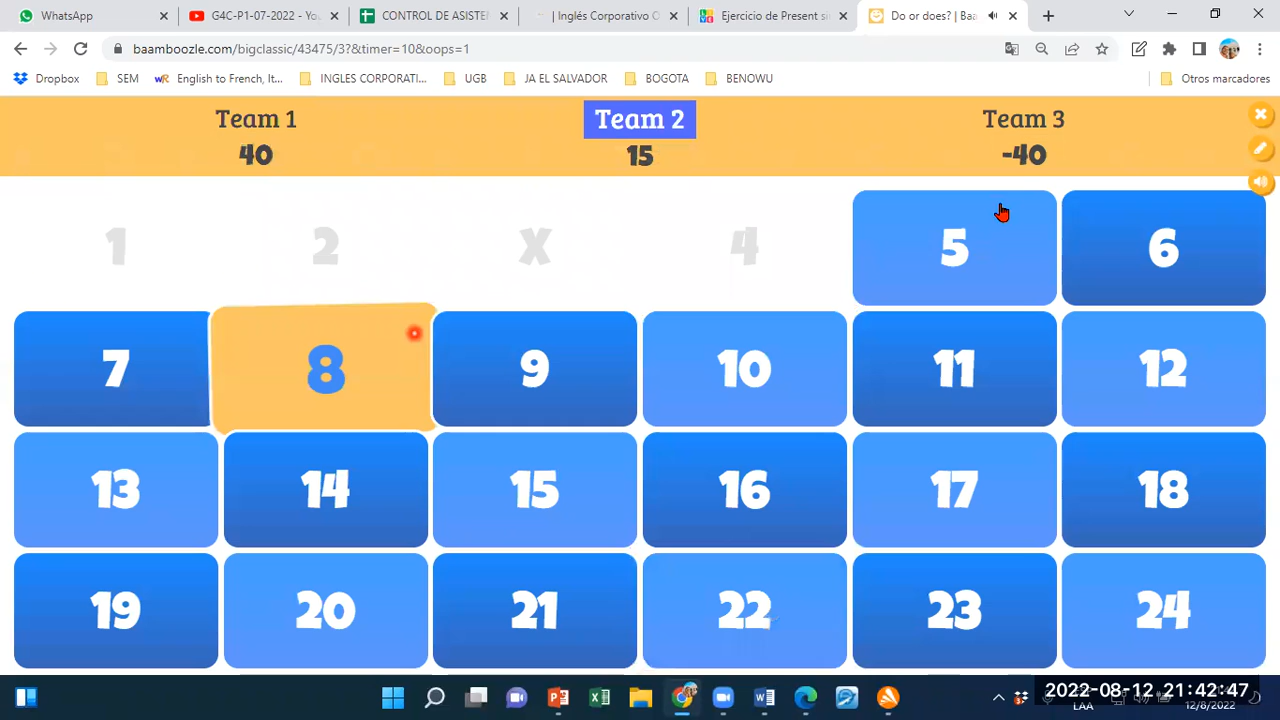 WhatsApp
G4C-P1-07-2022 - Yo
CONTROL DE ASISTEN
| Inglés Corporativo O
Ejercicio de Present si
Do or does? | Baa
baamboozle.com/bigclassic/43475/3?&timer=10&oops=1
Dropbox
SEM
English to French, It...
INGLES CORPORATI...
UGB
JA EL SALVADOR
BOGOTA
BENOWU
Otros marcadores
Team 1
Team 2
Team 3
40
15
-40
1
2
X
4
5
6
7
8
9
10
11
12
13
14
15
16
17
18
19
20
21
22
23
24
2022-08-12 21:42:47
LAA
12/8/2022